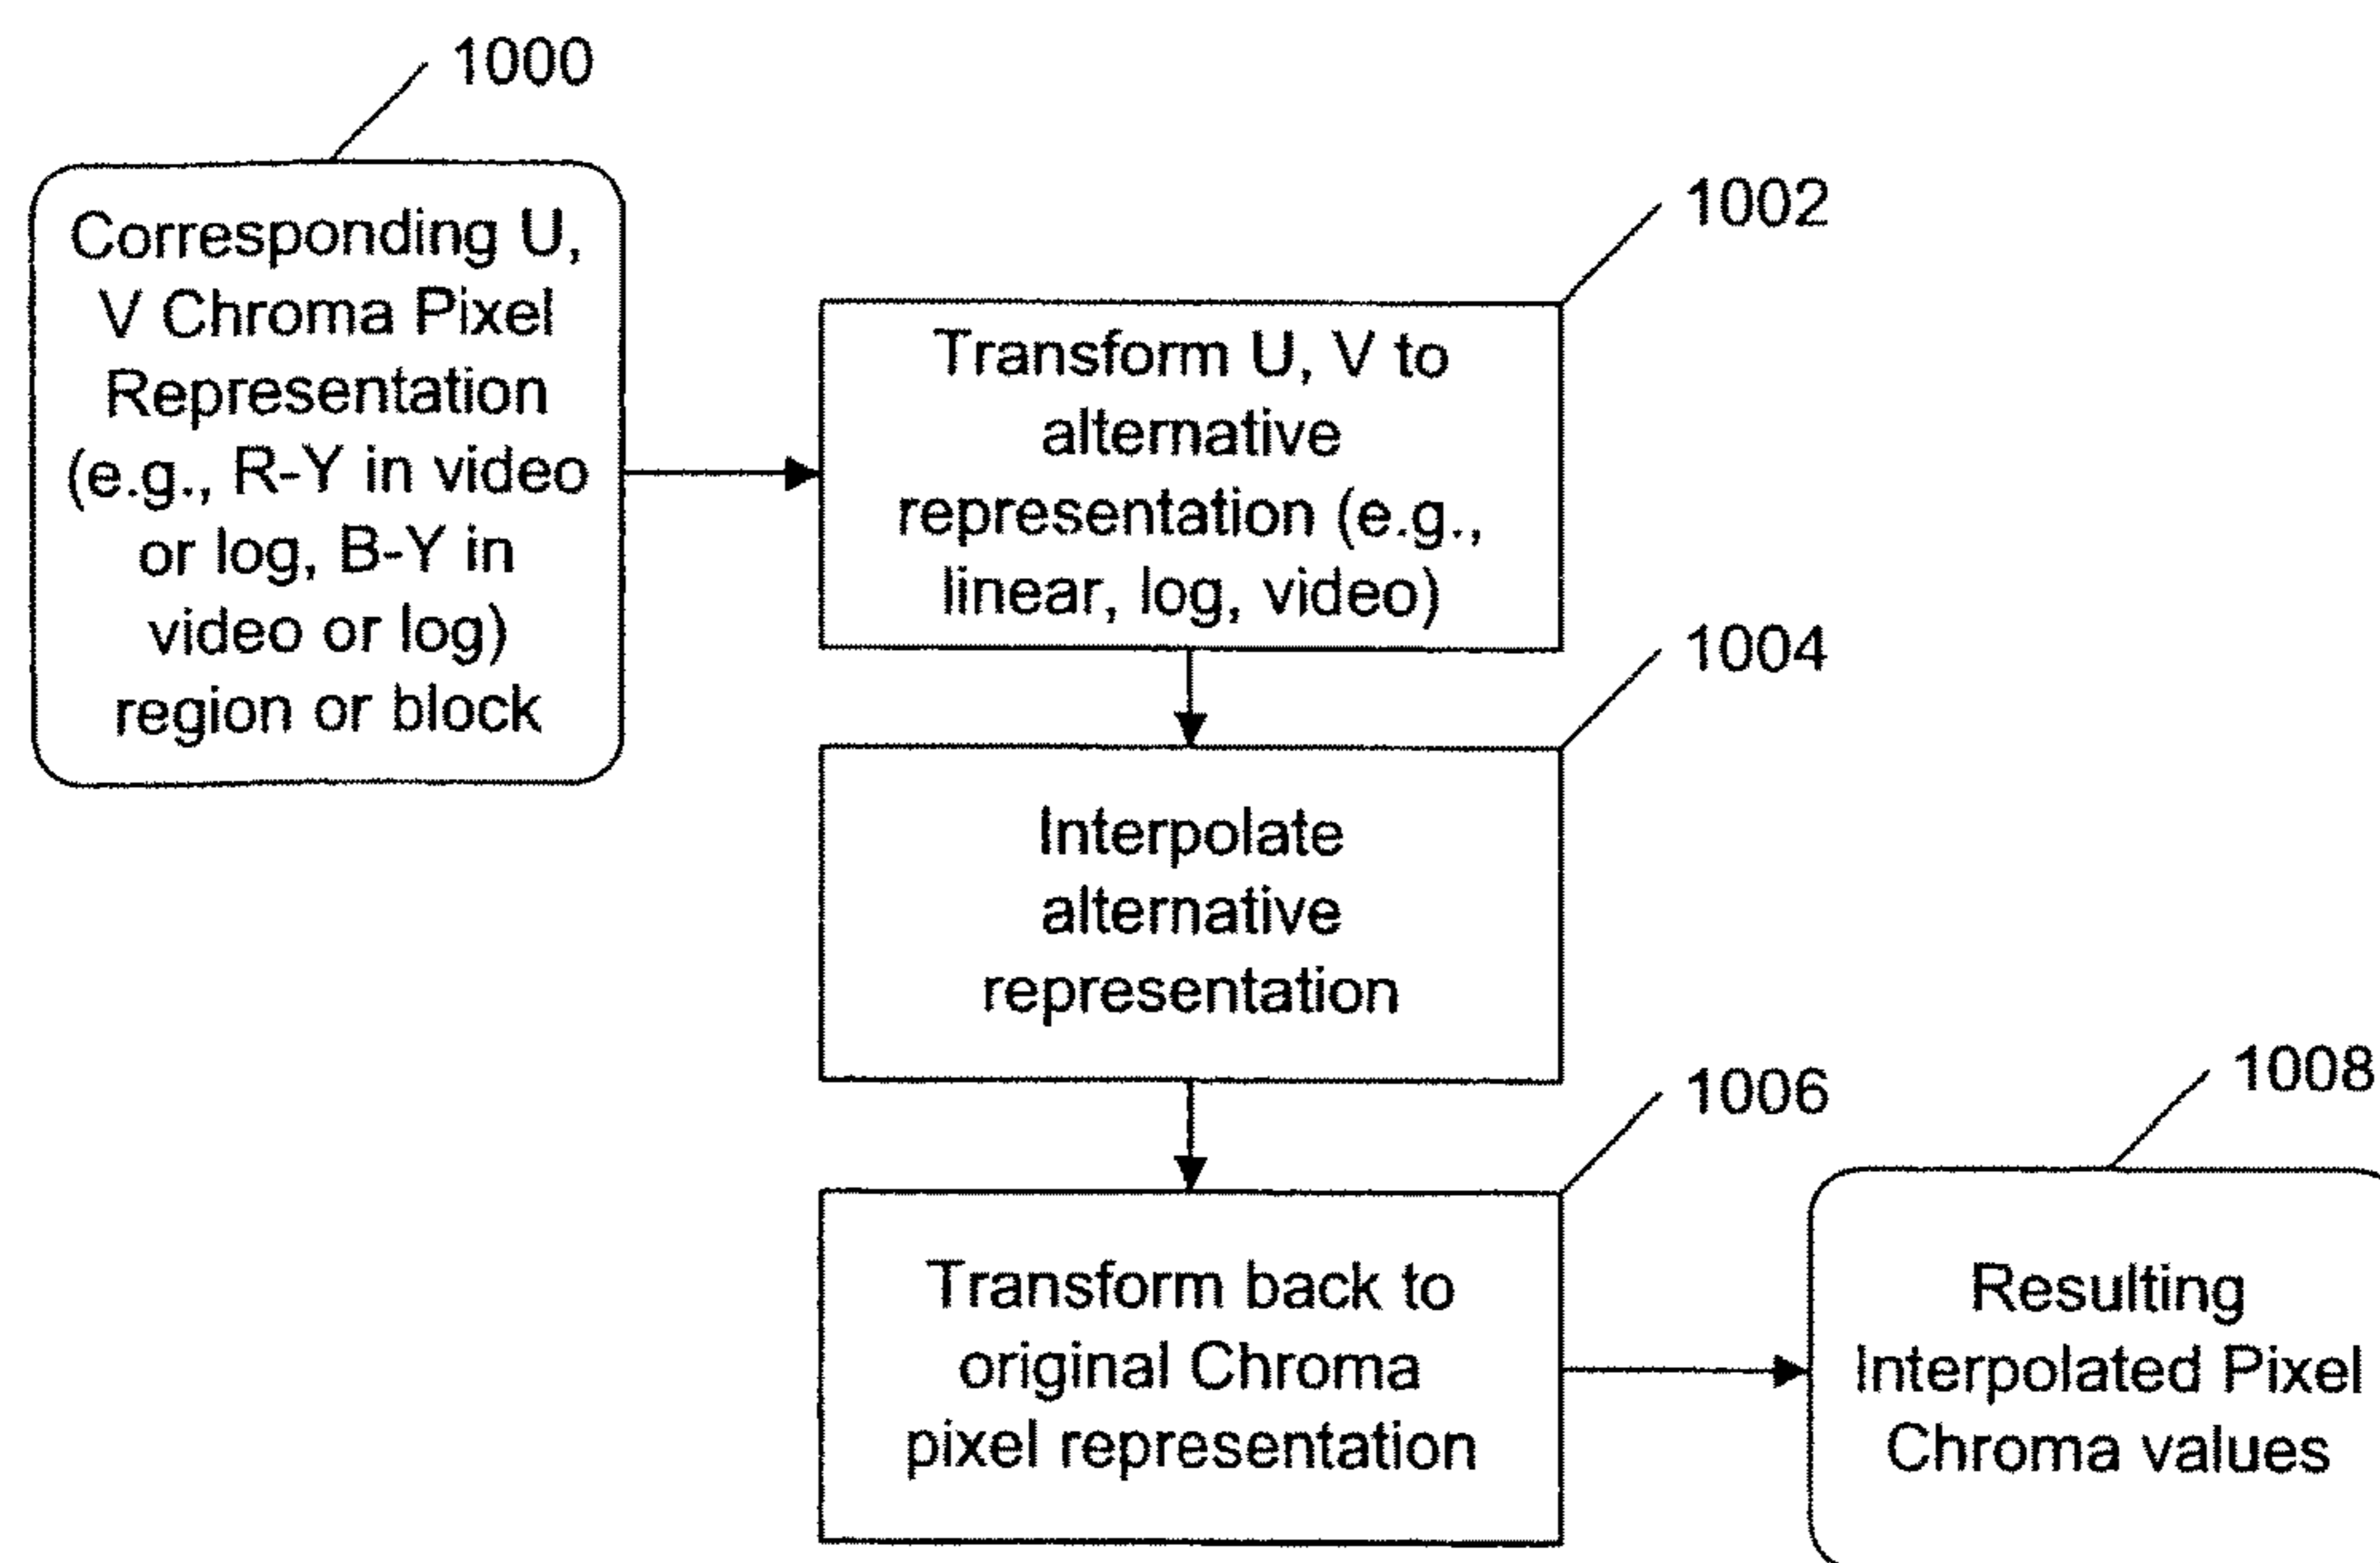 1000
Corresponding U,
V Chroma Pixel
Representation
(e.g., R-Y in video
or log, B-Y in
video or log)
region or block
1002
Transform U, V to
alternative
representation (e.g.,
linear, log, video)
1004
Interpolate
alternative
representation
1006
Transform back to
original Chroma
pixel representation
1008
Resulting
Interpolated Pixel
Chroma values